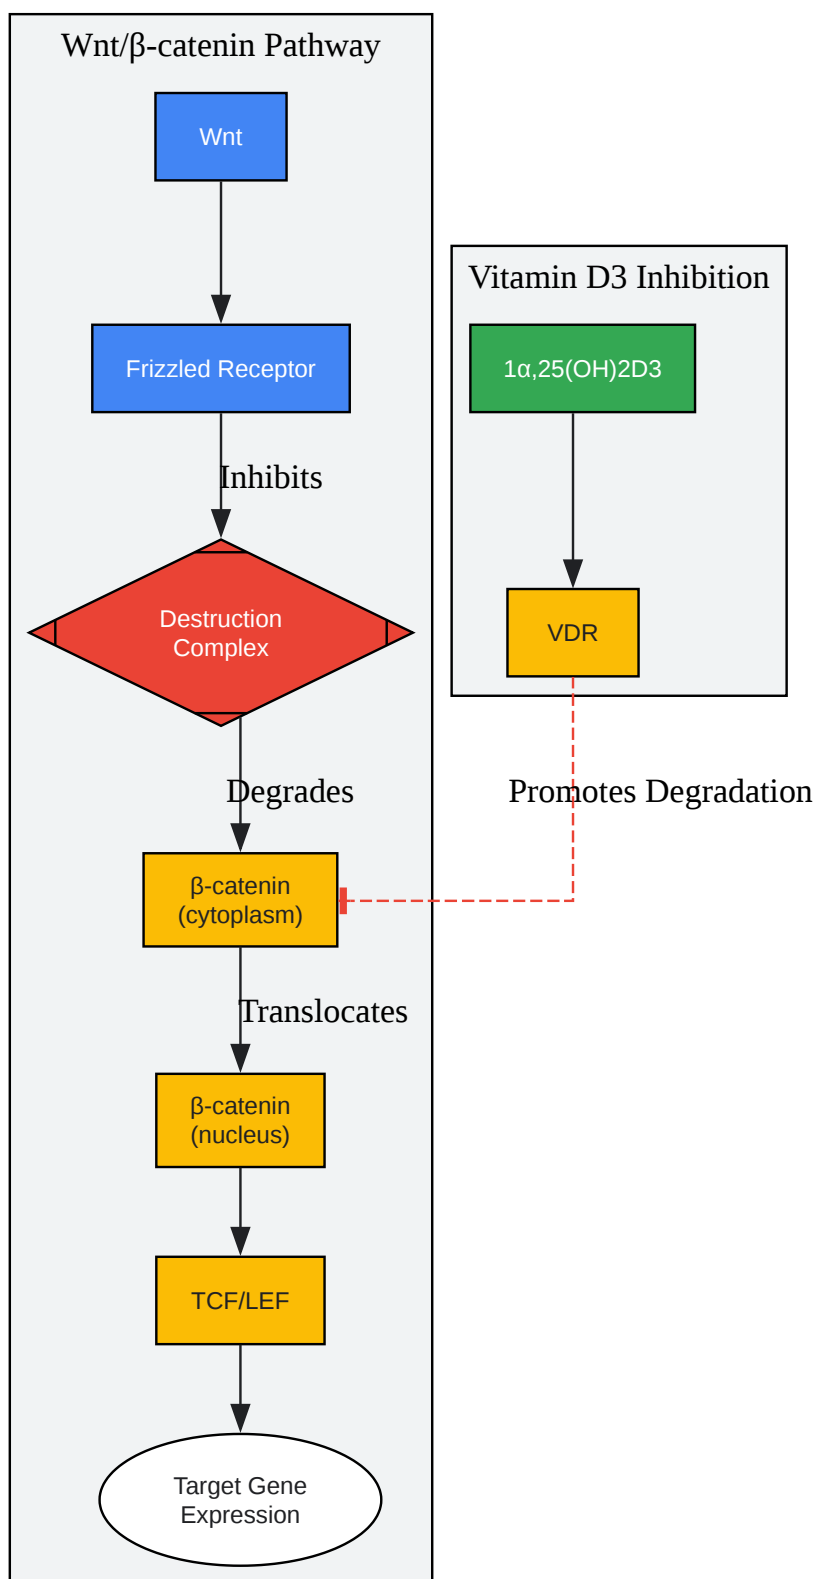 Wnt/β-catenin Pathway
Wnt
Frizzled Receptor
Inhibits
Destruction
Complex
Degrades
β-catenin
(cytoplasm)
Translocates
β-catenin
(nucleus)
TCF/LEF
Target Gene
Expression
Vitamin D3 Inhibition
1α,25(OH)2D3
VDR
Promotes Degradation